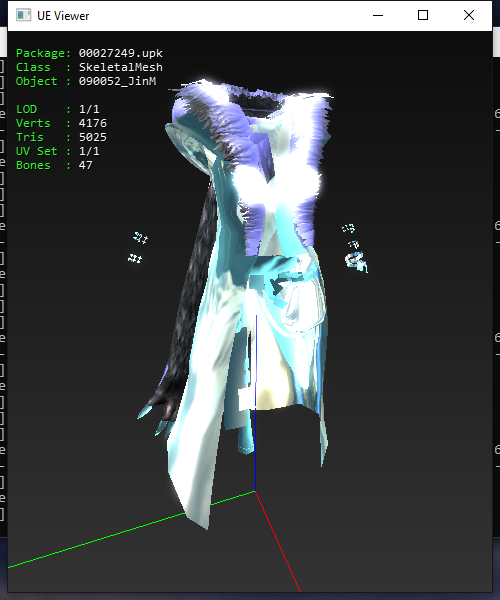 UE Viewer
Package: 00027249.upk
Class  : SkeletalMesh
Object : 090052_JinM
LOD    : 1/1
Verts  : 4176
Tris   : 5025
UV Set : 1/1
Bones  : 47